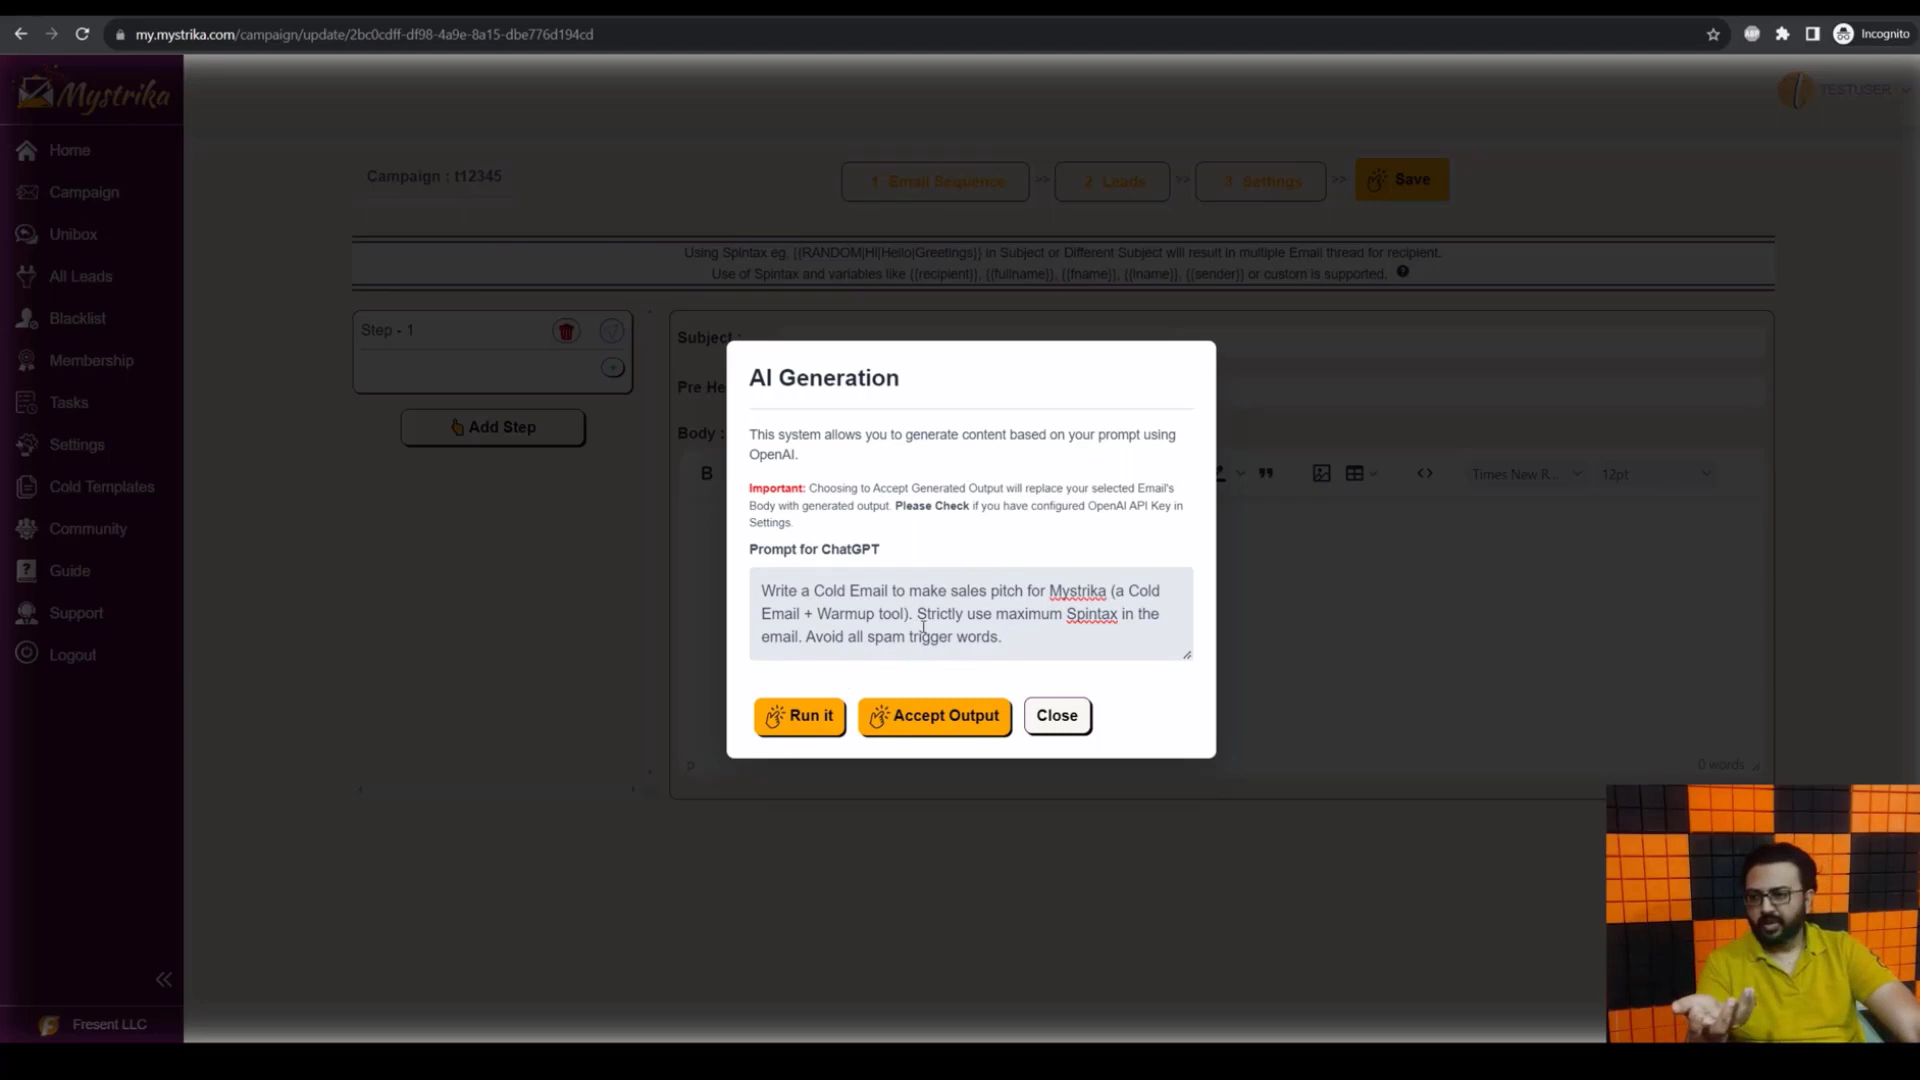 my.mystrika.com/campaign/update/2bc0cdff-df98-4a9e-8a15-dbe776d194cd
Incognito
Mystrika
TESTUSER
Home
Campaign
Unibox
All Leads
Blacklist
Membership
Tasks
Settings
Cold Templates
Community
Guide
Support
Logout
Fresent LLC
Campaign : t12345
1 Email Sequence >> 2 Leads >> 3 Settings >> Save
Using Spintax eg. {{RANDOM|Hi|Hello|Greetings}} in Subject or Different Subject will result in multiple Email thread for recipient.
Use of Spintax and variables like {{recipient}}, {{fullname}}, {{fname}}, {{lname}}, {{sender}} or custom is supported. ?
Step - 1
Add Step
Subject :
Pre He
Body :
B
Times New R...
12pt
AI Generation
This system allows you to generate content based on your prompt using
OpenAI.
Important: Choosing to Accept Generated Output will replace your selected Email's
Body with generated output. Please Check if you have configured OpenAI API Key in
Settings.
Prompt for ChatGPT
Write a Cold Email to make sales pitch for Mystrika (a Cold
Email + Warmup tool). Strictly use maximum Spintax in the
email. Avoid all spam trigger words.
Run it
Accept Output
Close
p
0 words